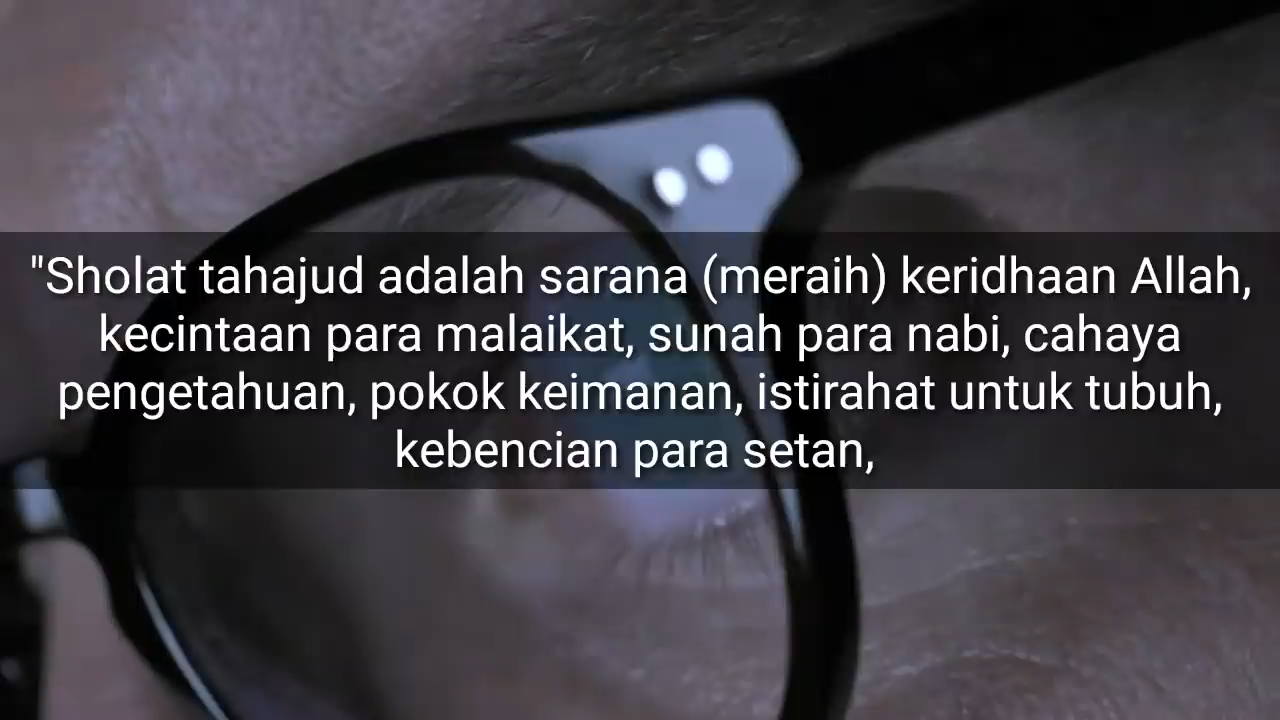 "Sholat tahajud adalah sarana (meraih) keridhaan Allah,
kecintaan para malaikat, sunah para nabi, cahaya
pengetahuan, pokok keimanan, istirahat untuk tubuh,
kebencian para setan,